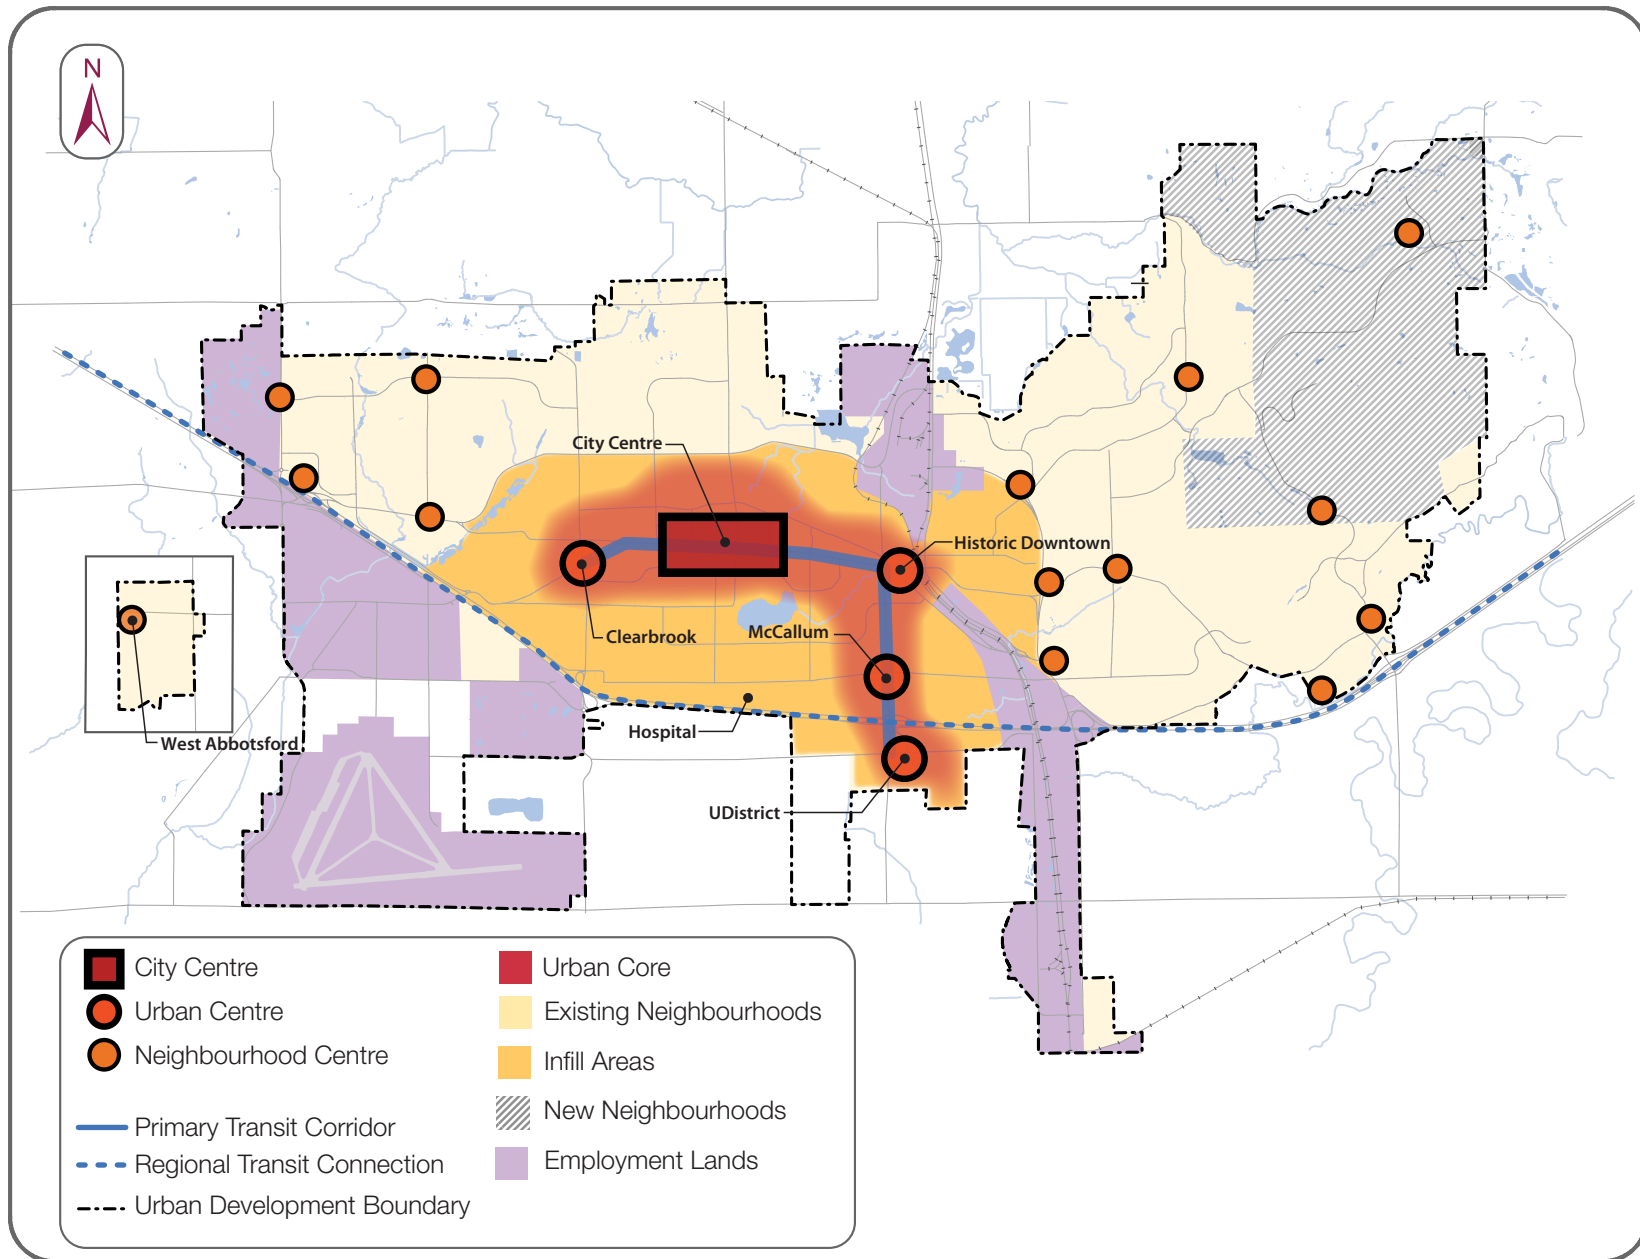 N
City Centre
Historic Downtown
Clearbrook
McCallum
Hospital
West Abbotsford
UDistrict
City Centre
Urban Centre
Neighbourhood Centre
Primary Transit Corridor
Regional Transit Connection
Urban Development Boundary
Urban Core
Existing Neighbourhoods
Infill Areas
New Neighbourhoods
Employment Lands